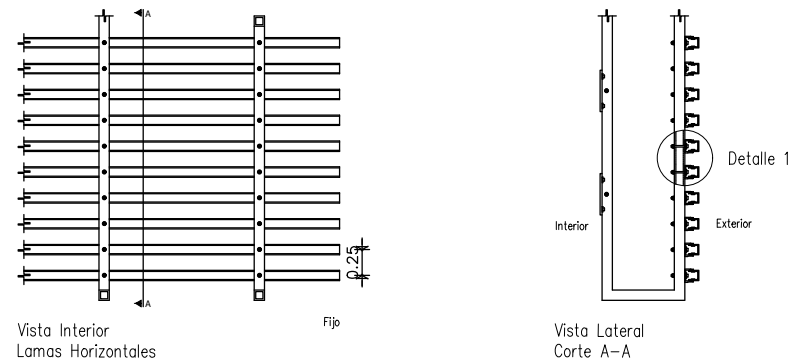 A
Detalle 1
Interior
Exterior
0.25
A
Fijo
Vista Interior
Lamas Horizontales
Vista Lateral
Corte A-A